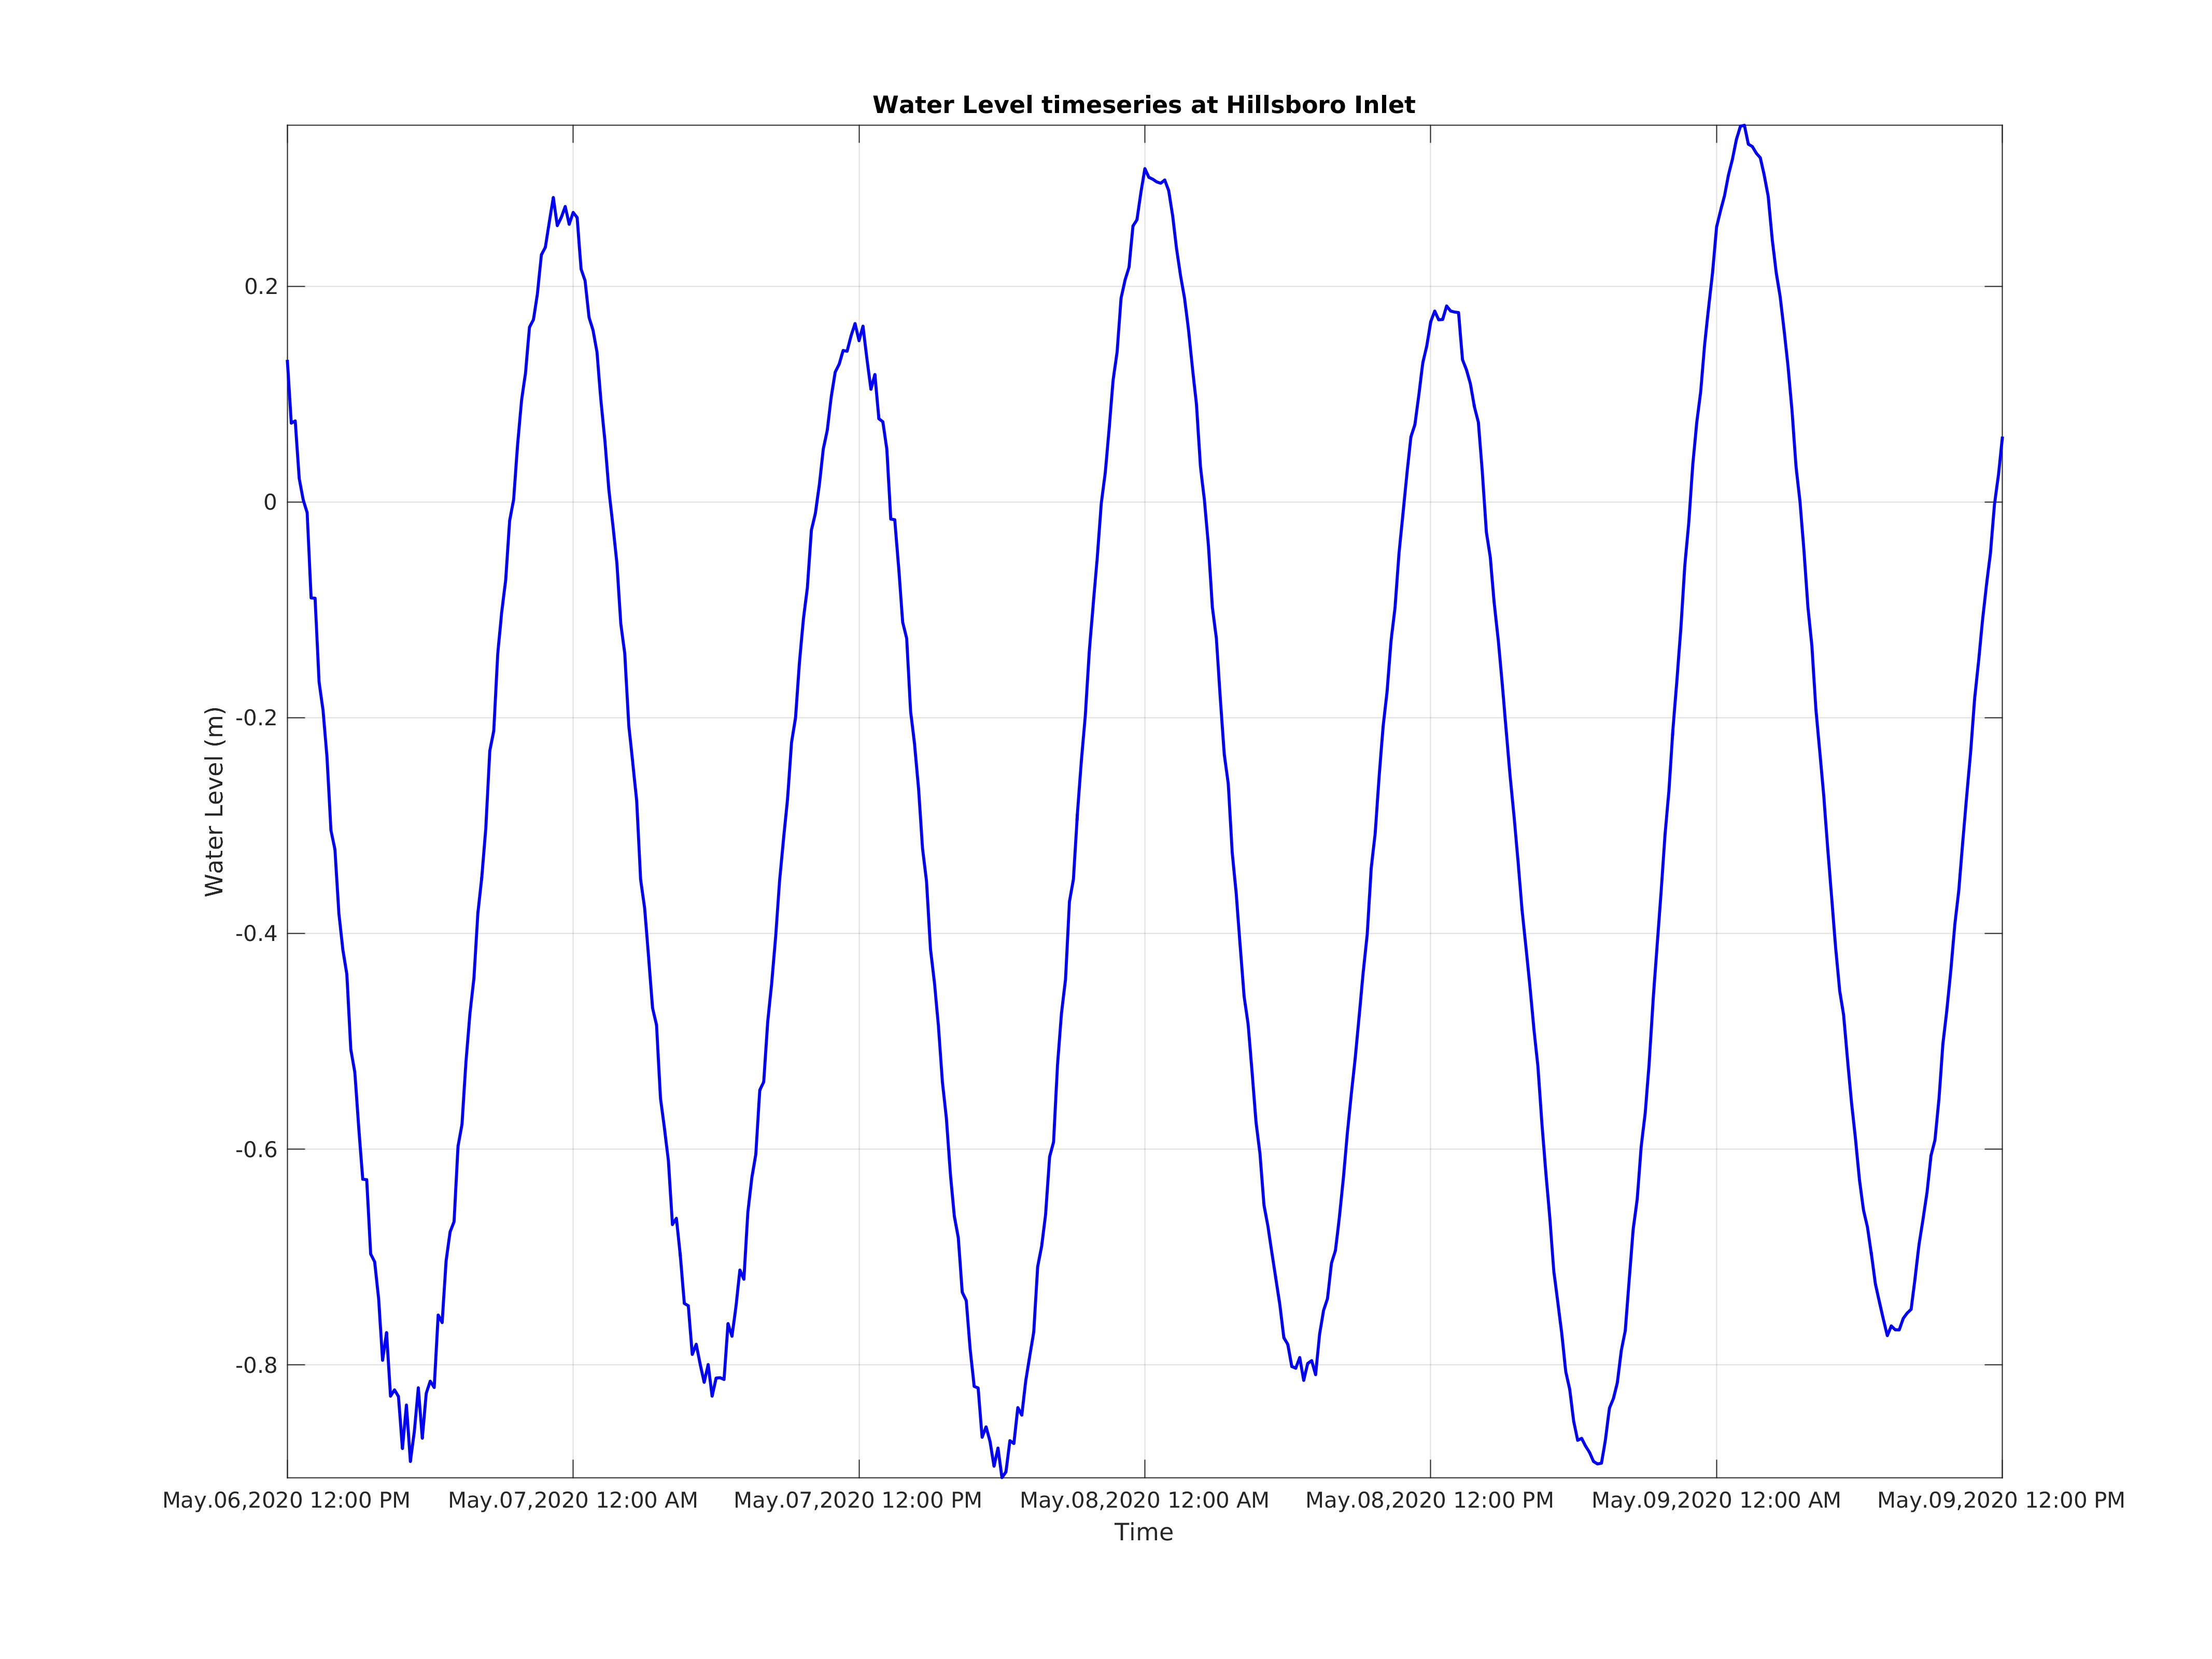 Water Level timeseries at Hillsboro Inlet
0.2
0
-0.2
-0.4
-0.6
-0.8
Water Level (m)
May.06,2020 12:00 PM
May.07,2020 12:00 AM
May.07,2020 12:00 PM
May.08,2020 12:00 AM
May.08,2020 12:00 PM
May.09,2020 12:00 AM
May.09,2020 12:00 PM
Time